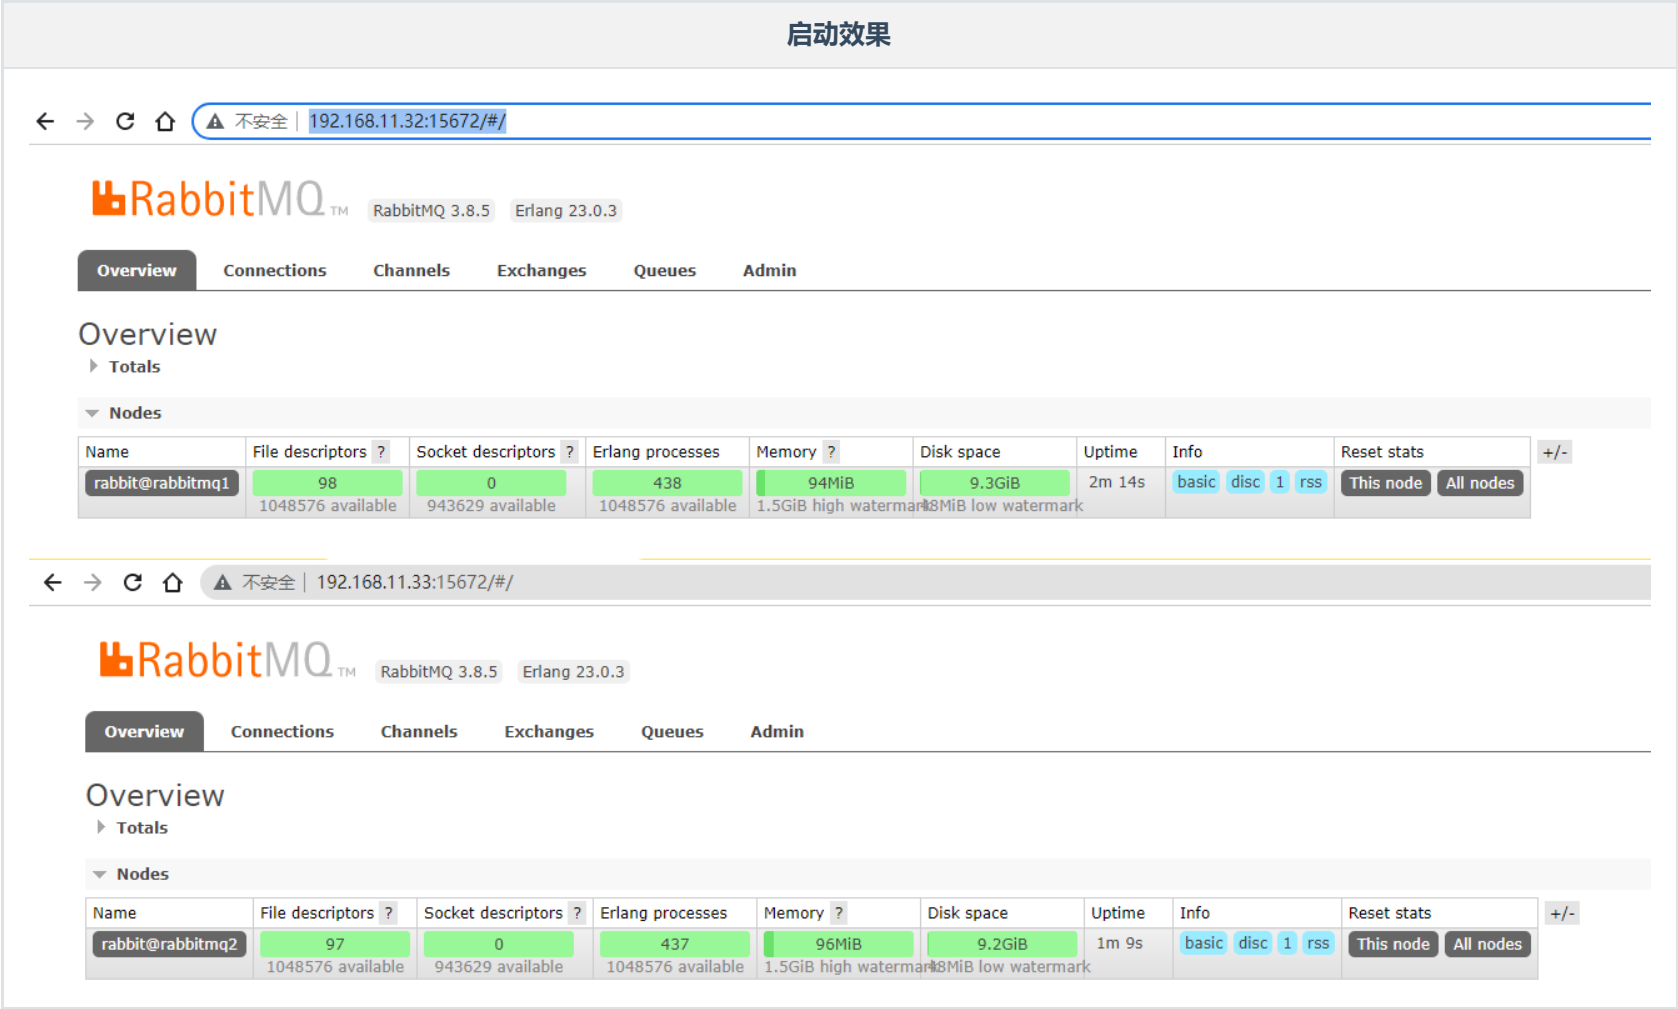 启动效果
不安全 192.168.11.32:15672/#/
RabbitMQ TM RabbitMQ 3.8.5 Erlang 23.0.3
Overview Connections Channels Exchanges Queues Admin
Overview
Totals
Nodes
Name File descriptors ? Socket descriptors ? Erlang processes Memory ? Disk space Uptime Info Reset stats +/-
rabbit@rabbitmq1 98 0 438 94MiB 9.3GiB 2m 14s basic disc 1 rss This node All nodes
1048576 available 943629 available 1048576 available 1.5GiB high watermark 48MiB low watermark
不安全 192.168.11.33:15672/#/
RabbitMQ TM RabbitMQ 3.8.5 Erlang 23.0.3
Overview Connections Channels Exchanges Queues Admin
Overview
Totals
Nodes
Name File descriptors ? Socket descriptors ? Erlang processes Memory ? Disk space Uptime Info Reset stats +/-
rabbit@rabbitmq2 97 0 437 96MiB 9.2GiB 1m 9s basic disc 1 rss This node All nodes
1048576 available 943629 available 1048576 available 1.5GiB high watermark 48MiB low watermark